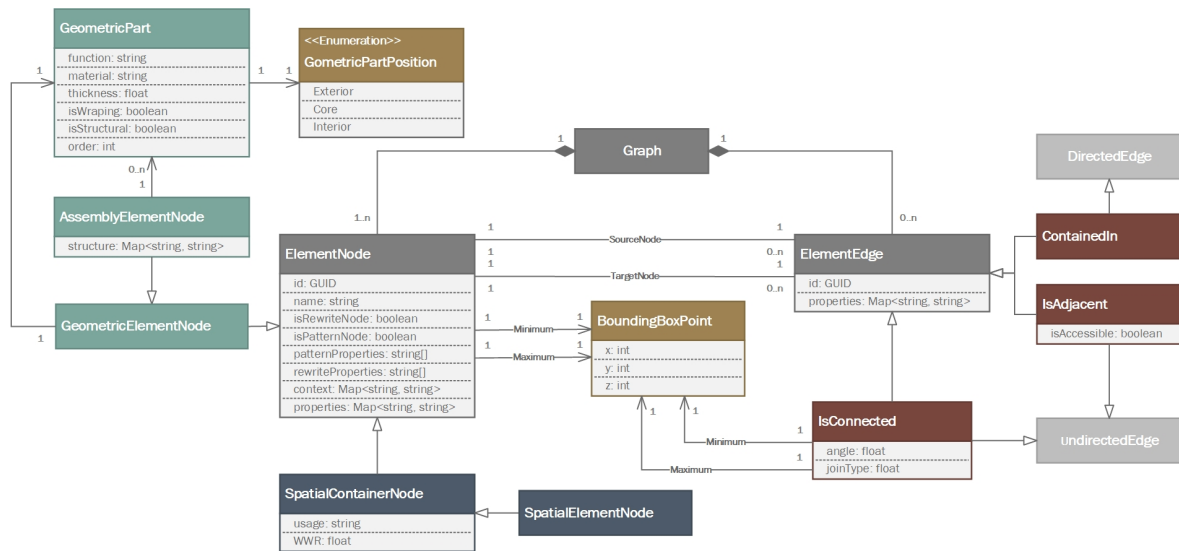 GeometricPart
function: string
material: string
thickness: float
isWraping: boolean
isStructural: boolean
order: int
1
1
1
<<Enumeration>>
GometricPartPosition
Exterior
Core
Interior
0..n
1
AssemblyElementNode
structure: Map<string, string>
GeometricElementNode
1
Graph
1
1
1..n
0..n
ElementNode
id: GUID
name: string
isRewriteNode: boolean
isPatternNode: boolean
patternProperties: string[]
rewriteProperties: string[]
context: Map<string, string>
properties: Map<string, string>
1
SourceNode
1
1
0..n
1
TargetNode
1
1
0..n
ElementEdge
id: GUID
properties: Map<string, string>
DirectedEdge
ContainedIn
IsAdjacent
isAccessible: boolean
undirectedEdge
1
Minimum
1
1
Maximum
1
BoundingBoxPoint
x: int
y: int
z: int
1
1
Minimum
1
Maximum
1
IsConnected
angle: float
joinType: float
SpatialContainerNode
usage: string
WWR: float
SpatialElementNode